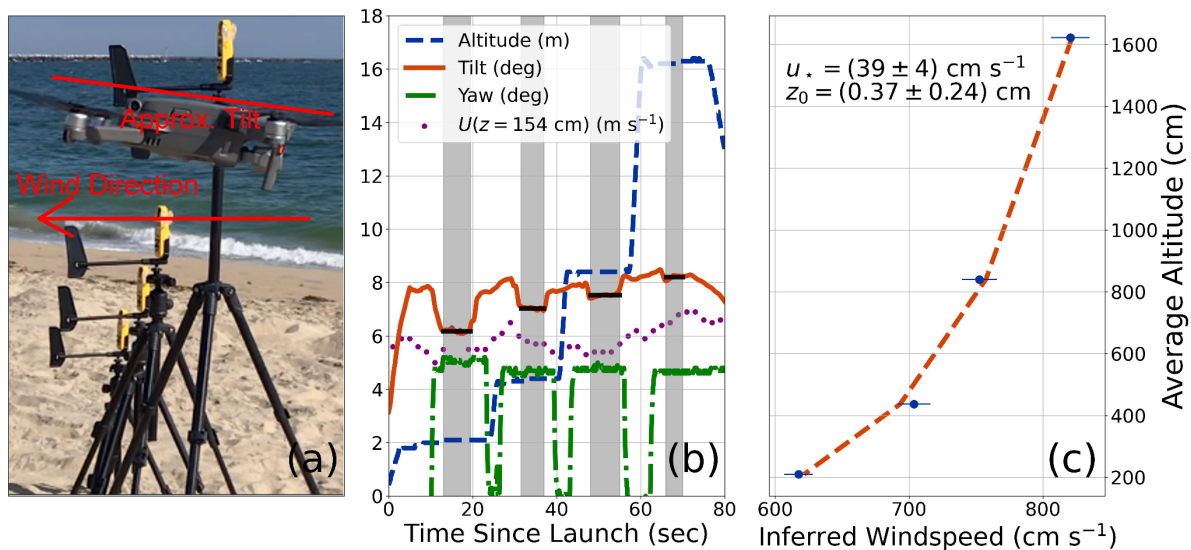 Approx. Tilt
Wind Direction
(a)
Altitude (m)
Tilt (deg)
Yaw (deg)
U(z = 154 cm) (m s⁻¹)
18
16
14
12
10
8
6
4
2
0
0 20 40 60 80
Time Since Launch (sec)
(b)
u⋆ = (39 ± 4) cm s⁻¹
z₀ = (0.37 ± 0.24) cm
1600
1400
1200
1000
800
600
400
200
Average Altitude (cm)
600 700 800
Inferred Windspeed (cm s⁻¹)
(c)